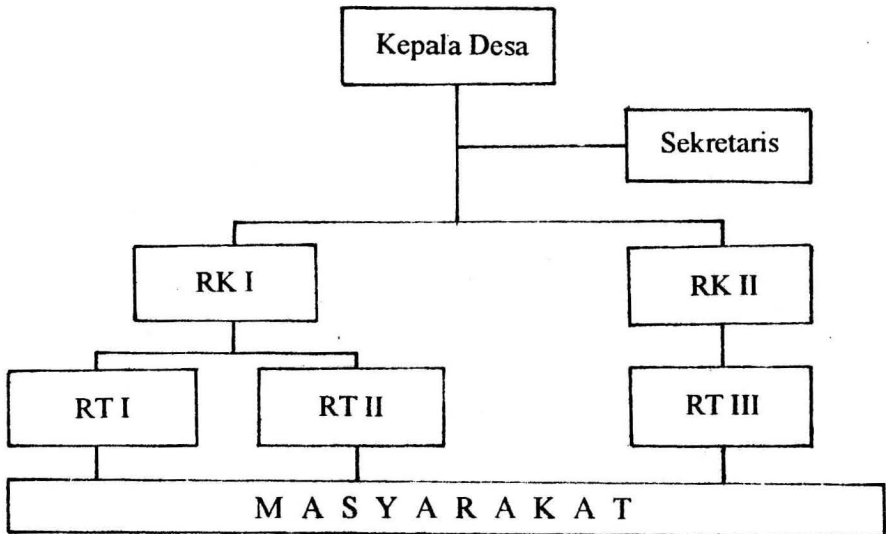 Kepala Desa
Sekretaris
RK I
RK II
RT I
RT II
RT III
M A S Y A R A K A T